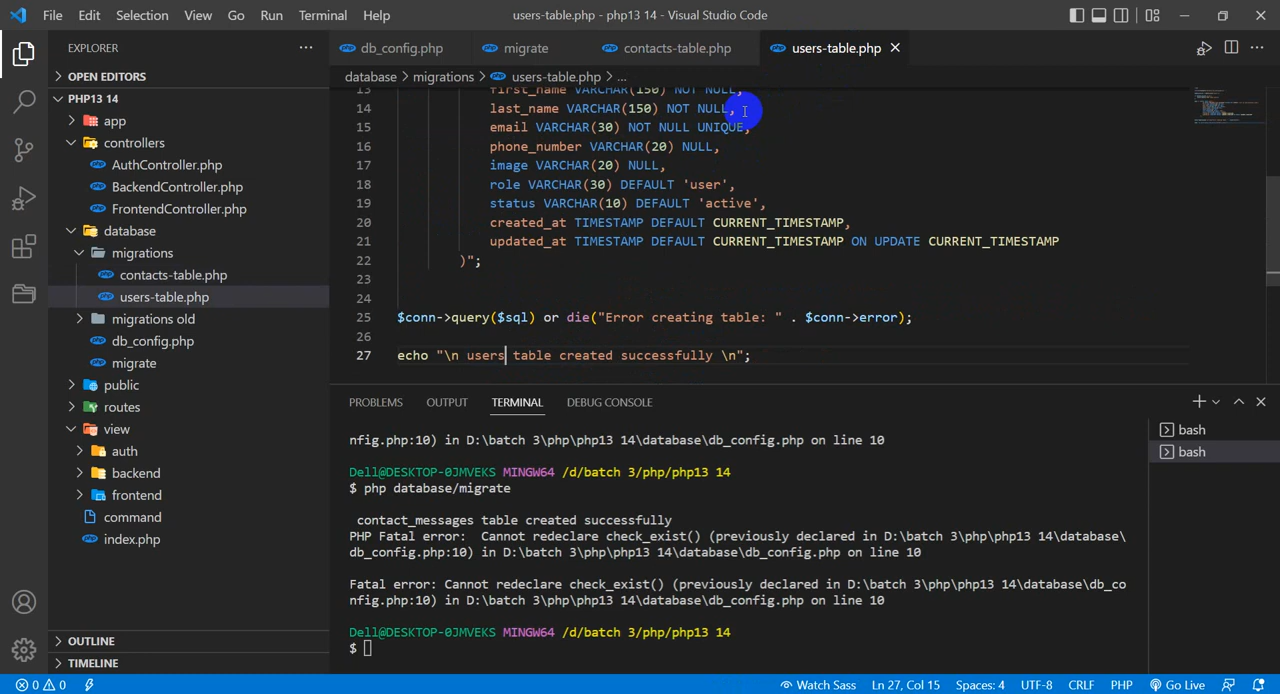 File Edit Selection View Go Run Terminal Help
users-table.php - php13 14 - Visual Studio Code
EXPLORER
OPEN EDITORS
PHP13 14
app
controllers
AuthController.php
BackendController.php
FrontendController.php
database
migrations
contacts-table.php
users-table.php
migrations old
db_config.php
migrate
public
routes
view
auth
backend
frontend
command
index.php
OUTLINE
TIMELINE
db_config.php
migrate
contacts-table.php
users-table.php
database > migrations > users-table.php > ...
13 first_name VARCHAR(150) NOT NULL,
14 last_name VARCHAR(150) NOT NULL,
15 email VARCHAR(30) NOT NULL UNIQUE,
16 phone_number VARCHAR(20) NULL,
17 image VARCHAR(20) NULL,
18 role VARCHAR(30) DEFAULT 'user',
19 status VARCHAR(10) DEFAULT 'active',
20 created_at TIMESTAMP DEFAULT CURRENT_TIMESTAMP,
21 updated_at TIMESTAMP DEFAULT CURRENT_TIMESTAMP ON UPDATE CURRENT_TIMESTAMP
22 )";
23
24
25 $conn->query($sql) or die("Error creating table: " . $conn->error);
26
27 echo "\n users table created successfully \n";
PROBLEMS OUTPUT TERMINAL DEBUG CONSOLE
nfig.php:10) in D:\batch 3\php\php13 14\database\db_config.php on line 10
Dell@DESKTOP-0JMVEKS MINGW64 /d/batch 3/php/php13 14
$ php database/migrate
contact_messages table created successfully
PHP Fatal error:  Cannot redeclare check_exist() (previously declared in D:\batch 3\php\php13 14\database\
db_config.php:10) in D:\batch 3\php\php13 14\database\db_config.php on line 10
Fatal error: Cannot redeclare check_exist() (previously declared in D:\batch 3\php\php13 14\database\db_co
nfig.php:10) in D:\batch 3\php\php13 14\database\db_config.php on line 10
Dell@DESKTOP-0JMVEKS MINGW64 /d/batch 3/php/php13 14
$
bash
bash
0 0
Watch Sass Ln 27, Col 15 Spaces: 4 UTF-8 CRLF PHP Go Live